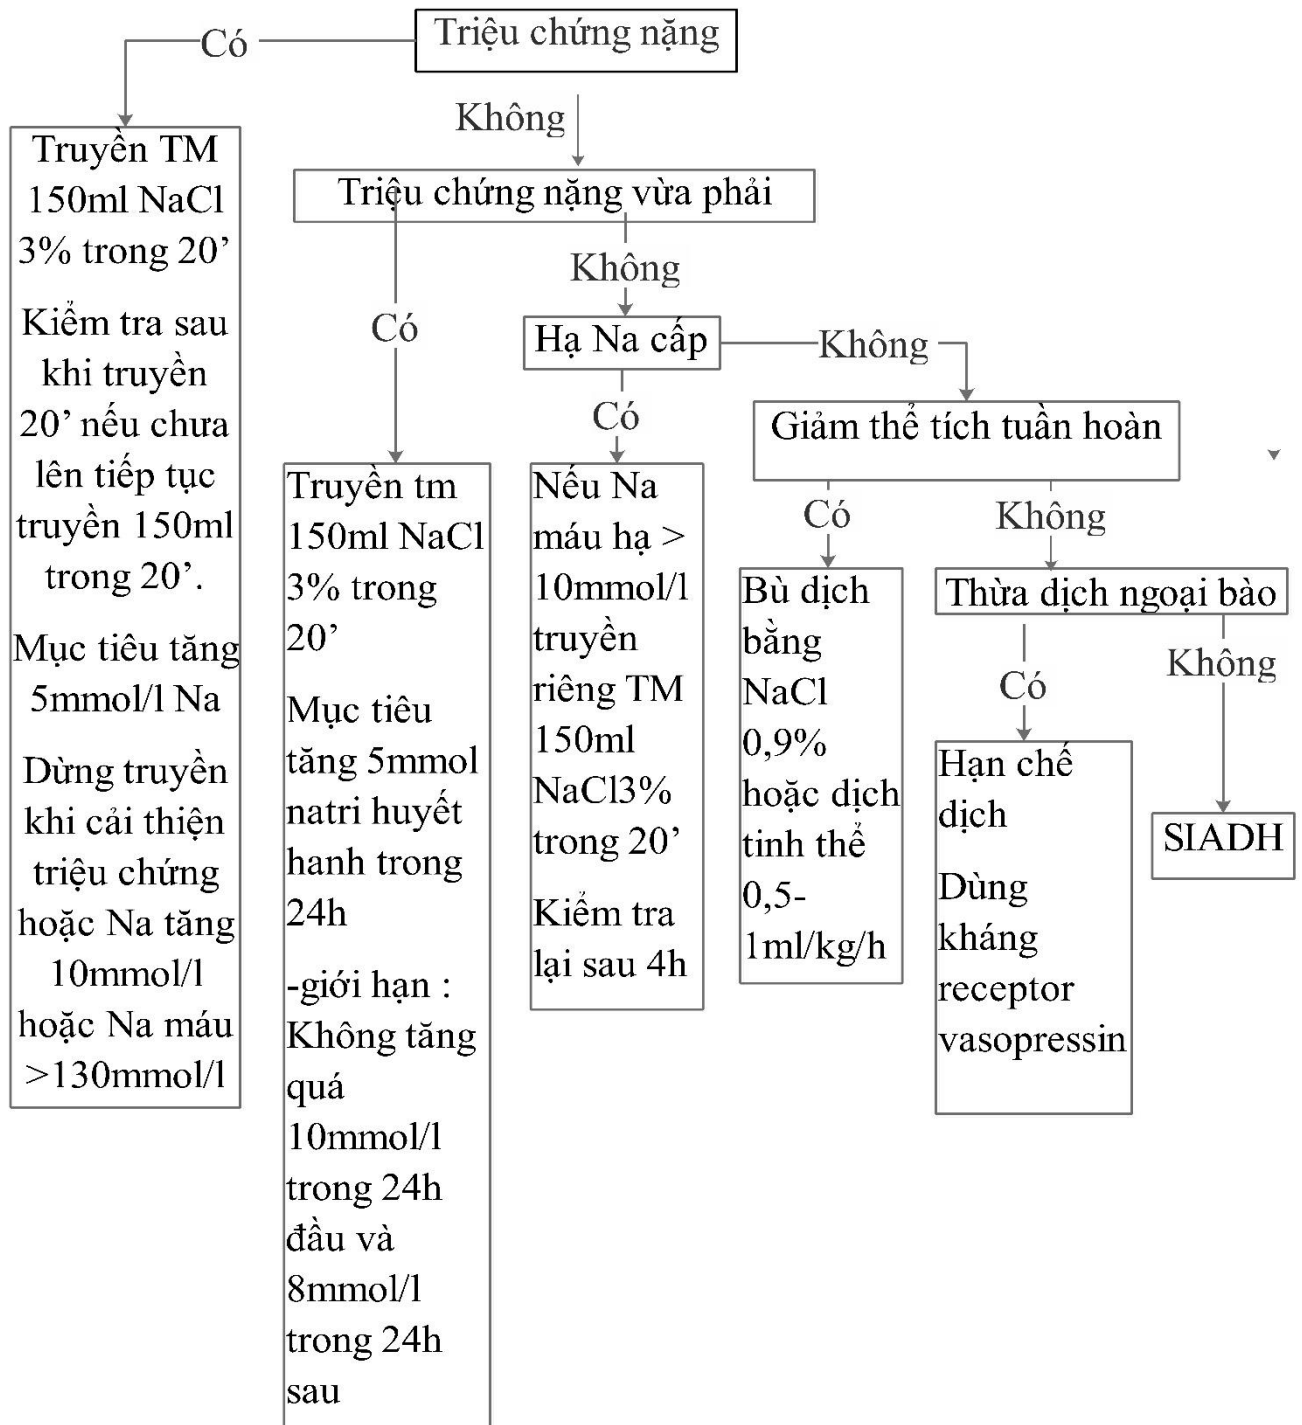 Triệu chứng nặng
Có
Không
Truyền TM
150ml NaCl
3% trong 20’
Kiểm tra sau
khi truyền
20’ nếu chưa
lên tiếp tục
truyền 150ml
trong 20’.
Mục tiêu tăng
5mmol/l Na
Dừng truyền
khi cải thiện
triệu chứng
hoặc Na tăng
10mmol/l
hoặc Na máu
>130mmol/l
Triệu chứng nặng vừa phải
Có
Không
Truyền tm
150ml NaCl
3% trong
20’
Mục tiêu
tăng 5mmol
natri huyết
hanh trong
24h
-giới hạn :
Không tăng
quá
10mmol/l
trong 24h
đầu và
8mmol/l
trong 24h
sau
Hạ Na cấp
Có
Không
Nếu Na
máu hạ >
10mmol/l
truyền
riêng TM
150ml
NaCl3%
trong 20’
Kiểm tra
lại sau 4h
Giảm thể tích tuần hoàn
Có
Không
Bù dịch
bằng
NaCl
0,9%
hoặc dịch
tinh thể
0,5-
1ml/kg/h
Thừa dịch ngoại bào
Có
Không
Hạn chế
dịch
Dùng
kháng
receptor
vasopressin
SIADH